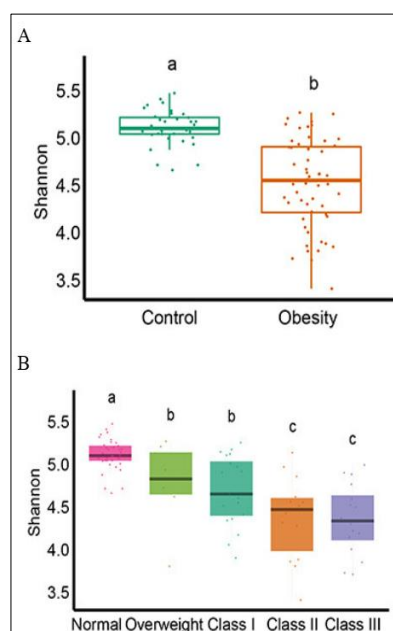 A
a
b
5.5
5.0
4.5
4.0
3.5
Shannon
Control
Obesity
B
a
b
b
c
c
5.5
5.0
4.5
4.0
3.5
Shannon
Normal Overweight Class I Class II Class III